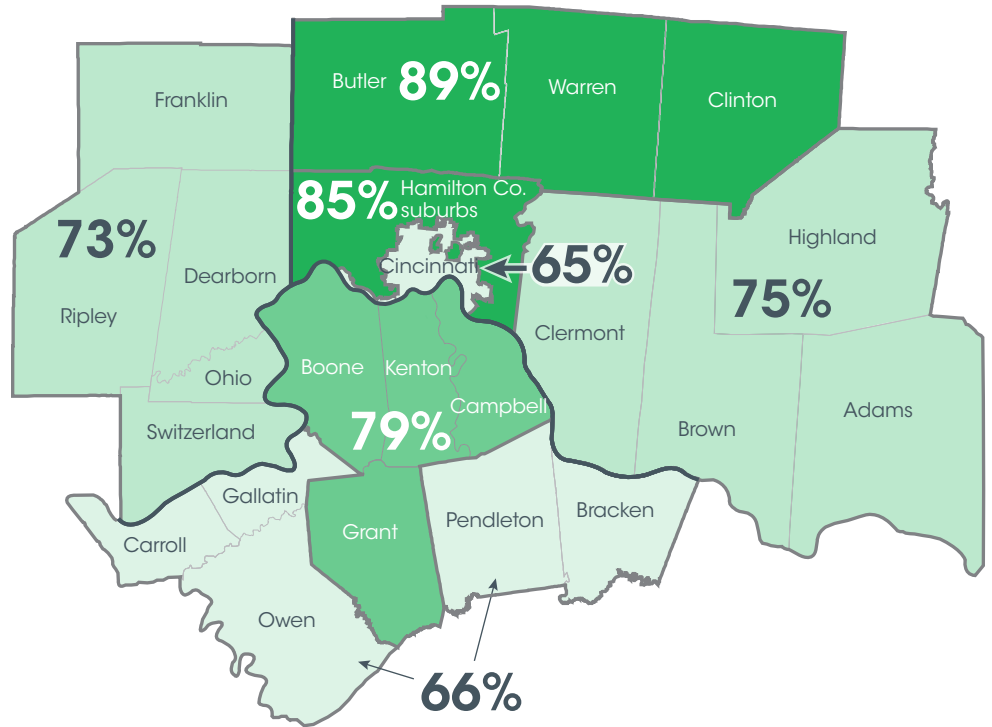 Franklin
Butler 89%
Warren
Clinton
85% Hamilton Co.
suburbs
73%
Dearborn
Ripley
Cincinnati
65%
Highland
75%
Clermont
Boone
Kenton
Ohio
Campbell
79%
Switzerland
Brown
Adams
Gallatin
Carroll
Grant
Pendleton
Bracken
Owen
66%